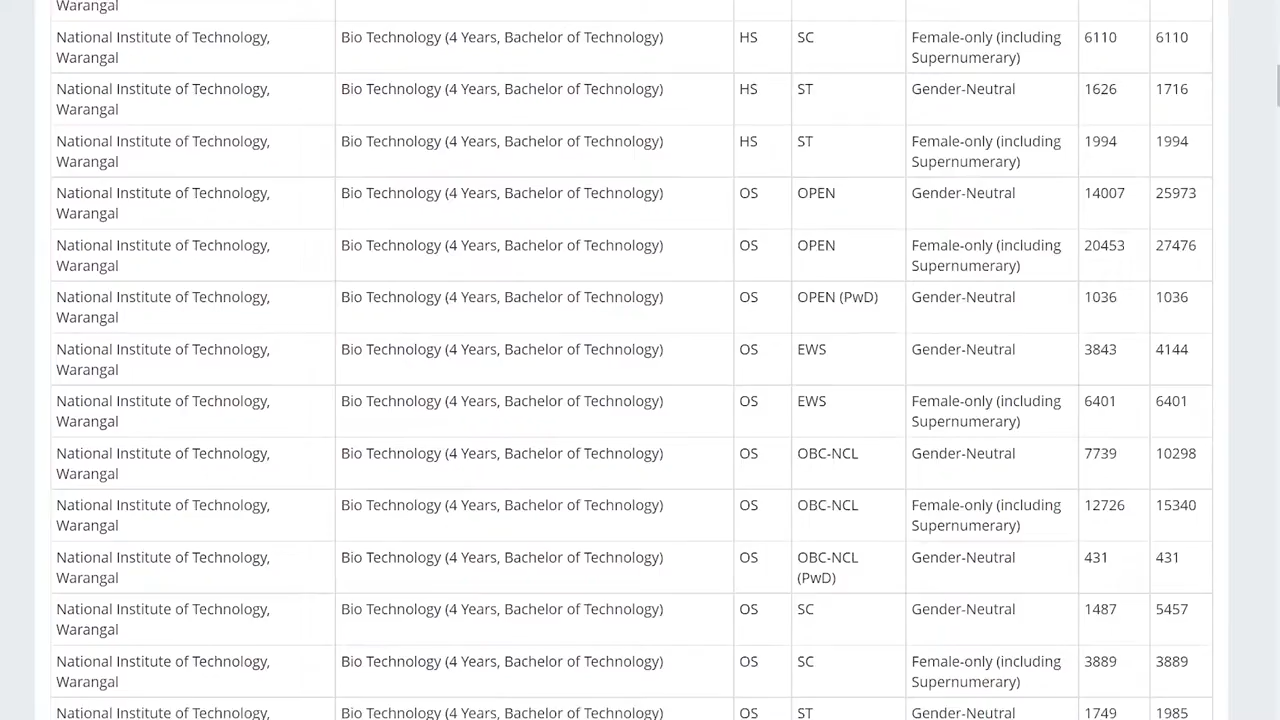 Warangal
National Institute of Technology, Bio Technology (4 Years, Bachelor of Technology) HS SC Female-only (including 6110 6110
Warangal Supernumerary)
National Institute of Technology, Bio Technology (4 Years, Bachelor of Technology) HS ST Gender-Neutral 1626 1716
Warangal
National Institute of Technology, Bio Technology (4 Years, Bachelor of Technology) HS ST Female-only (including 1994 1994
Warangal Supernumerary)
National Institute of Technology, Bio Technology (4 Years, Bachelor of Technology) OS OPEN Gender-Neutral 14007 25973
Warangal
National Institute of Technology, Bio Technology (4 Years, Bachelor of Technology) OS OPEN Female-only (including 20453 27476
Warangal Supernumerary)
National Institute of Technology, Bio Technology (4 Years, Bachelor of Technology) OS OPEN (PwD) Gender-Neutral 1036 1036
Warangal
National Institute of Technology, Bio Technology (4 Years, Bachelor of Technology) OS EWS Gender-Neutral 3843 4144
Warangal
National Institute of Technology, Bio Technology (4 Years, Bachelor of Technology) OS EWS Female-only (including 6401 6401
Warangal Supernumerary)
National Institute of Technology, Bio Technology (4 Years, Bachelor of Technology) OS OBC-NCL Gender-Neutral 7739 10298
Warangal
National Institute of Technology, Bio Technology (4 Years, Bachelor of Technology) OS OBC-NCL Female-only (including 12726 15340
Warangal Supernumerary)
National Institute of Technology, Bio Technology (4 Years, Bachelor of Technology) OS OBC-NCL Gender-Neutral 431 431
Warangal (PwD)
National Institute of Technology, Bio Technology (4 Years, Bachelor of Technology) OS SC Gender-Neutral 1487 5457
Warangal
National Institute of Technology, Bio Technology (4 Years, Bachelor of Technology) OS SC Female-only (including 3889 3889
Warangal Supernumerary)
National Institute of Technology, Bio Technology (4 Years, Bachelor of Technology) OS ST Gender-Neutral 1749 1985